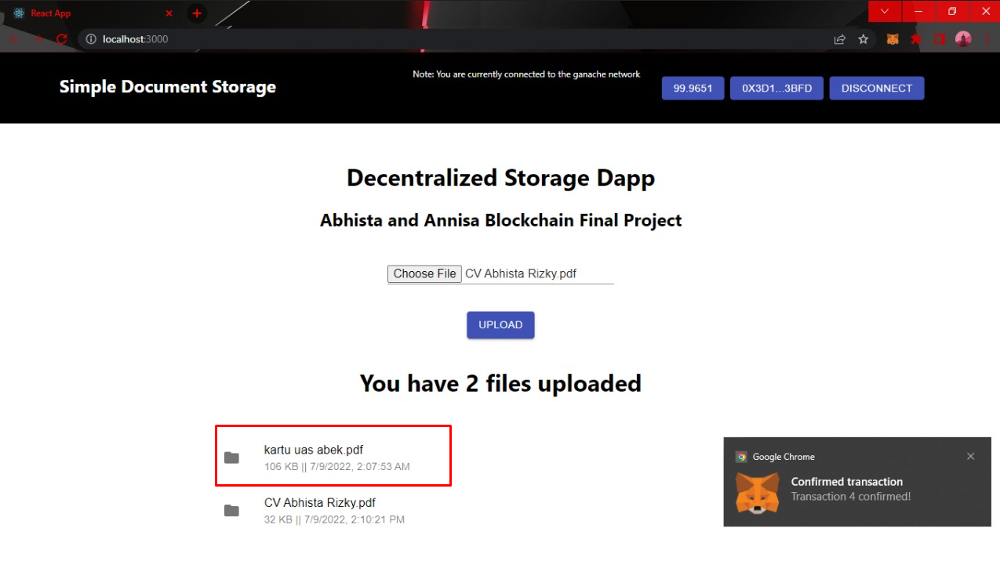 React App
localhost:3000
Simple Document Storage
Note: You are currently connected to the ganache network
99.9651
0X3D1...3BFD
DISCONNECT
Decentralized Storage Dapp
Abhista and Annisa Blockchain Final Project
Choose File CV Abhista Rizky.pdf
UPLOAD
You have 2 files uploaded
kartu uas abek.pdf
106 KB || 7/9/2022, 2:07:53 AM
CV Abhista Rizky.pdf
32 KB || 7/9/2022, 2:10:21 PM
Google Chrome
Confirmed transaction
Transaction 4 confirmed!